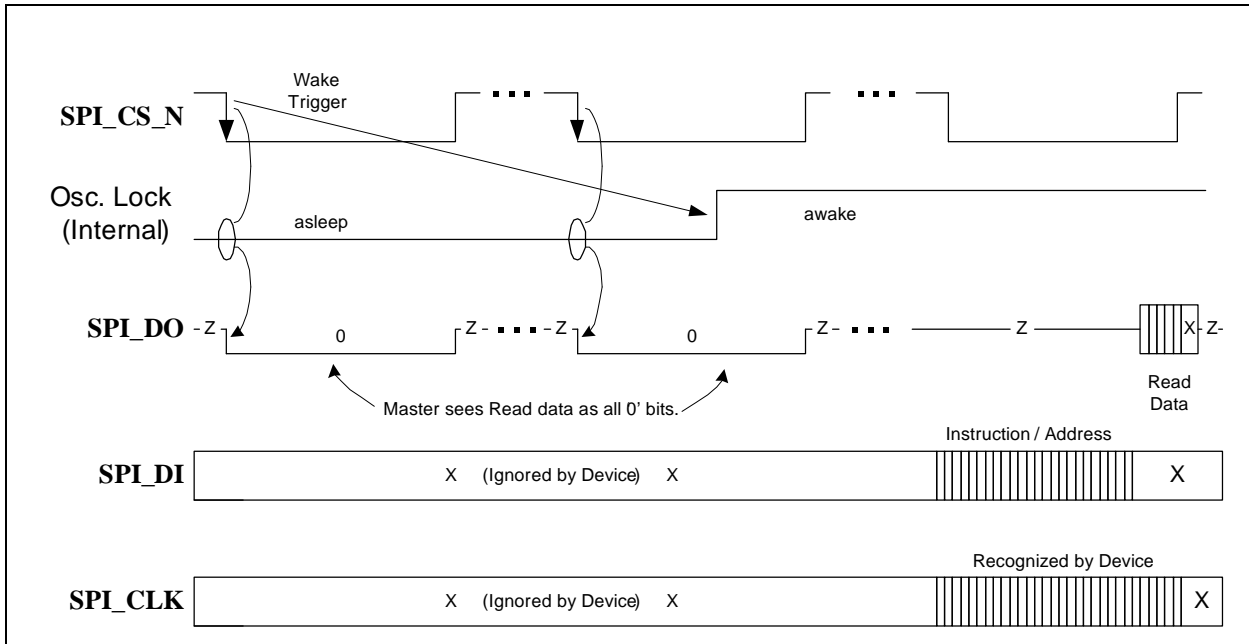 Wake
Trigger
SPI_CS_N
Osc. Lock
(Internal)
asleep
awake
SPI_DO
Z 0 Z Z 0 Z Z X Z
Master sees Read data as all 0' bits.
Read
Data
Instruction / Address
SPI_DI
X (Ignored by Device) X X
Recognized by Device
SPI_CLK
X (Ignored by Device) X X